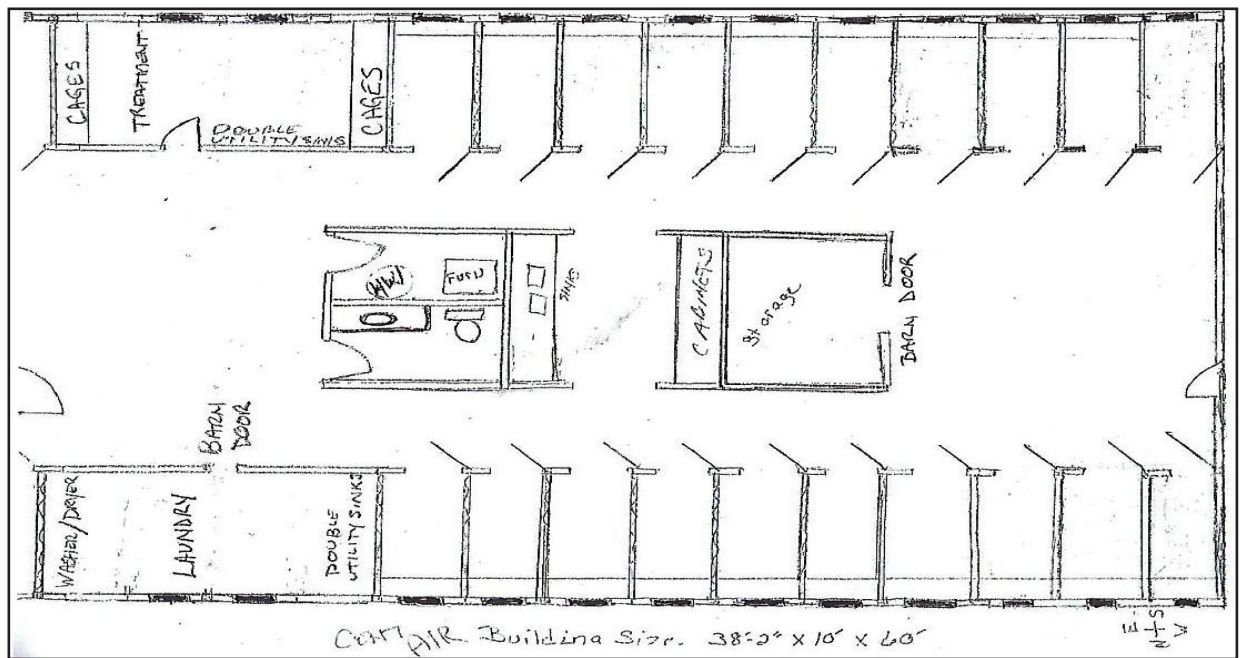 CAGES
TREATMENT
DOUBLE
UTILITY SINKS
CAGES
HW
FURN
SINKS
CABINETS
Storage
BARN DOOR
BARN
DOOR
WASHER/DRYER
LAUNDRY
DOUBLE
UTILITY SINKS
AIR Building Size. 38'-2" X 10' X 60'
S
E
W
N